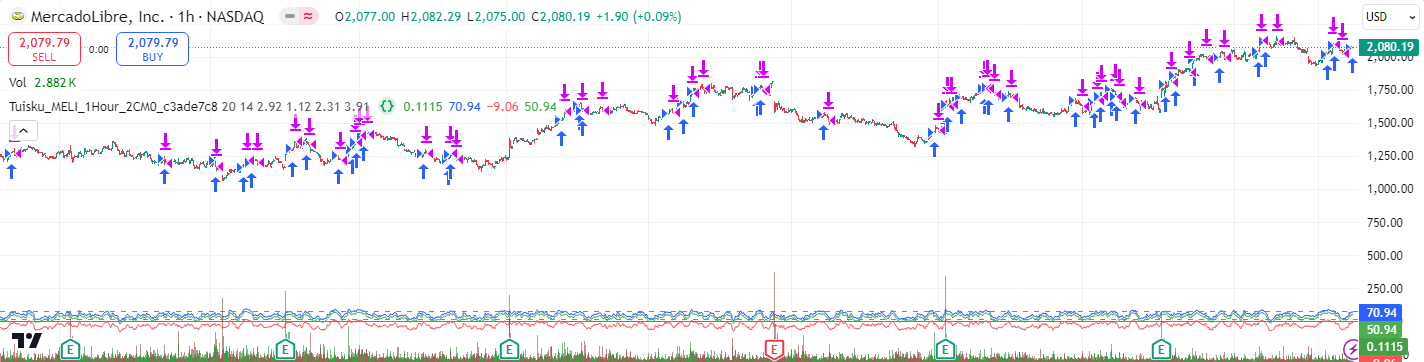 MercadoLibre, Inc. · 1h · NASDAQ O2,077.00 H2,082.29 L2,075.00 C2,080.19 +1.90 (+0.09%) USD
2,079.79 SELL 0.00 2,079.79 BUY
Vol 2.882 K
Tuisku_MELI_1Hour_2CM0_c3ade7c8 20 14 2.92 1.12 2.31 3.91 0.1115 70.94 −9.06 50.94
2,080.19
2,000.00
1,750.00
1,500.00
1,250.00
1,000.00
750.00
500.00
250.00
70.94
50.94
0.1115
E E E E E E